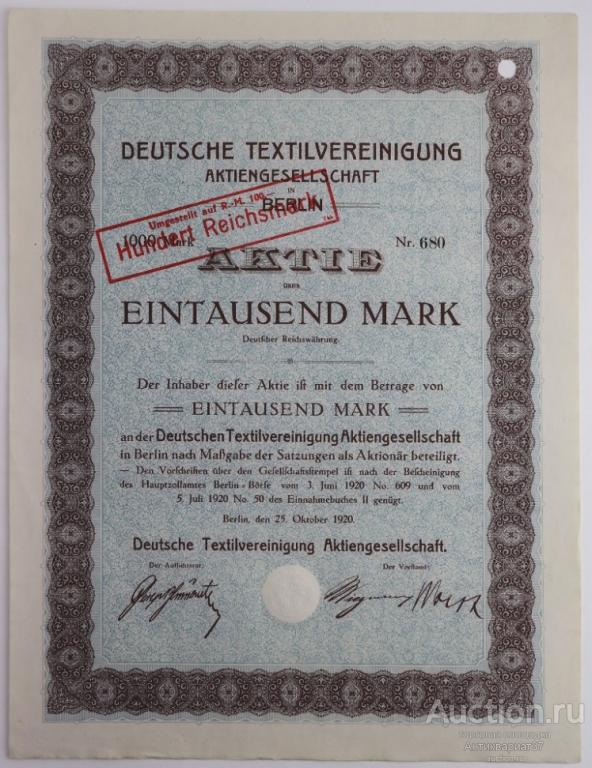 DEUTSCHE TEXTILVEREINIGUNG
AKTIENGESELLSCHAFT
IN
BERLIN
Umgestellt auf R.-M. 100.—
Hundert Reichsmark
1000 Mark
Nr. 680
AKTIE
ÜBER
EINTAUSEND MARK
Deutſcher Reichswährung.
Der Inhaber dieſer Aktie iſt mit dem Betrage von
EINTAUSEND MARK
an der Deutschen Textilvereinigung Aktiengesellschaft
in Berlin nach Maßgabe der Satzungen als Aktionär beteiligt.
— Den Vorſchriften über den Geſellſchaftsſtempel iſt nach der Beſcheinigung
des Hauptzollamtes Berlin-Börſe vom 3. Juni 1920 No. 609 und vom
5. Juli 1920 No. 50 des Einnahmebuches II genügt.
Berlin, den 25. Oktober 1920.
Deutsche Textilvereinigung Aktiengesellschaft.
Der Aufſichtsrat:
Der Vorſtand:
Auction.ru
Антиквариат37